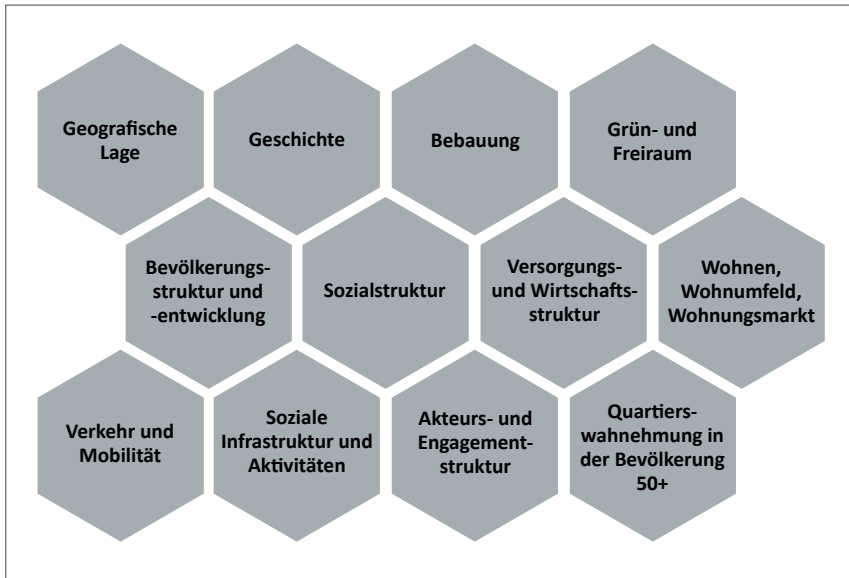 Geografische
Lage
Geschichte
Bebauung
Grün- und
Freiraum
Bevölkerungs-
struktur und
-entwicklung
Sozialstruktur
Versorgungs-
und Wirtschafts-
struktur
Wohnen,
Wohnumfeld,
Wohnungsmarkt
Verkehr und
Mobilität
Soziale
Infrastruktur und
Aktivitäten
Akteurs- und
Engagement-
struktur
Quartiers-
wahnehmung in
der Bevölkerung
50+